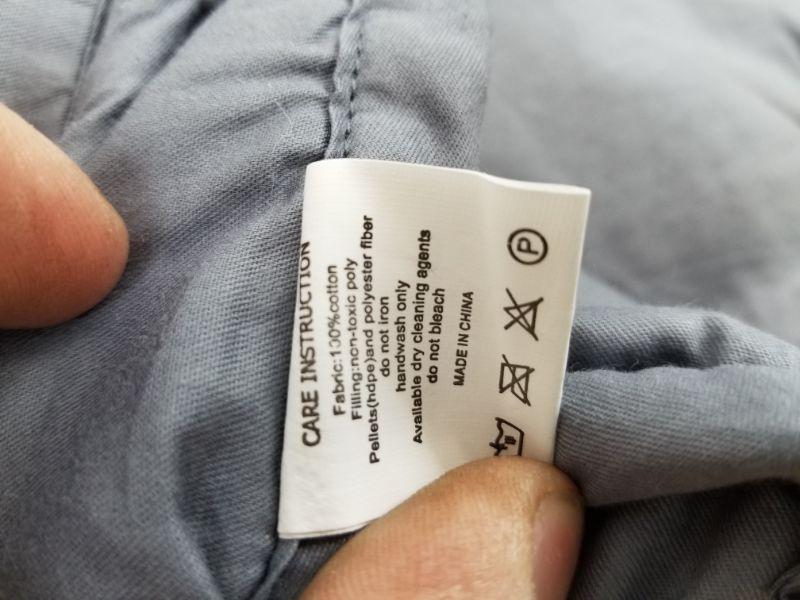 CARE INSTRUCTION
Fabric:100%cotton
Filling:non-toxic poly
Pellets(hdpe)and polyester fiber
do not iron
handwash only
Available dry cleaning agents
do not bleach
MADE IN CHINA
P